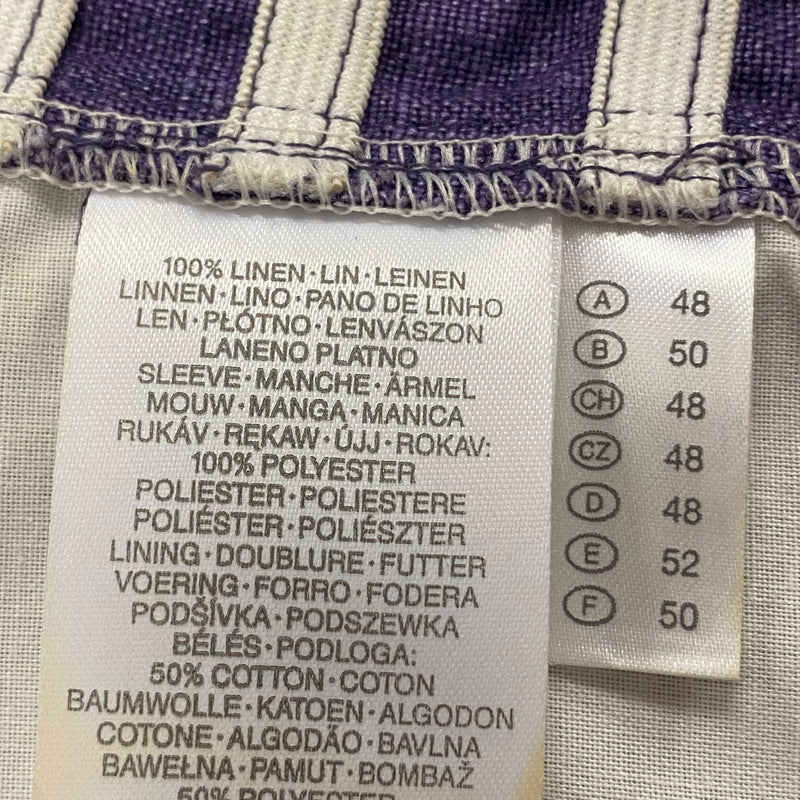 100% LINEN·LIN·LEINEN
LINNEN·LINO·PANO DE LINHO
LEN·PŁÓTNO·LENVÁSZON
LANENO PLATNO
SLEEVE·MANCHE·ÄRMEL
MOUW·MANGA·MANICA
RUKÁV·RĘKAW·ÚJJ·ROKAV:
100% POLYESTER
POLIESTER·POLIESTERE
POLIÉSTER·POLIÉSZTER
LINING·DOUBLURE·FUTTER
VOERING·FORRO·FODERA
PODŠÍVKA·PODSZEWKA
BÉLÉS·PODLOGA:
50% COTTON·COTON
BAUMWOLLE·KATOEN·ALGODON
COTONE·ALGODÃO·BAVLNA
BAWEŁNA·PAMUT·BOMBAŽ
50% POLYESTER
A 48
B 50
CH 48
CZ 48
D 48
E 52
F 50